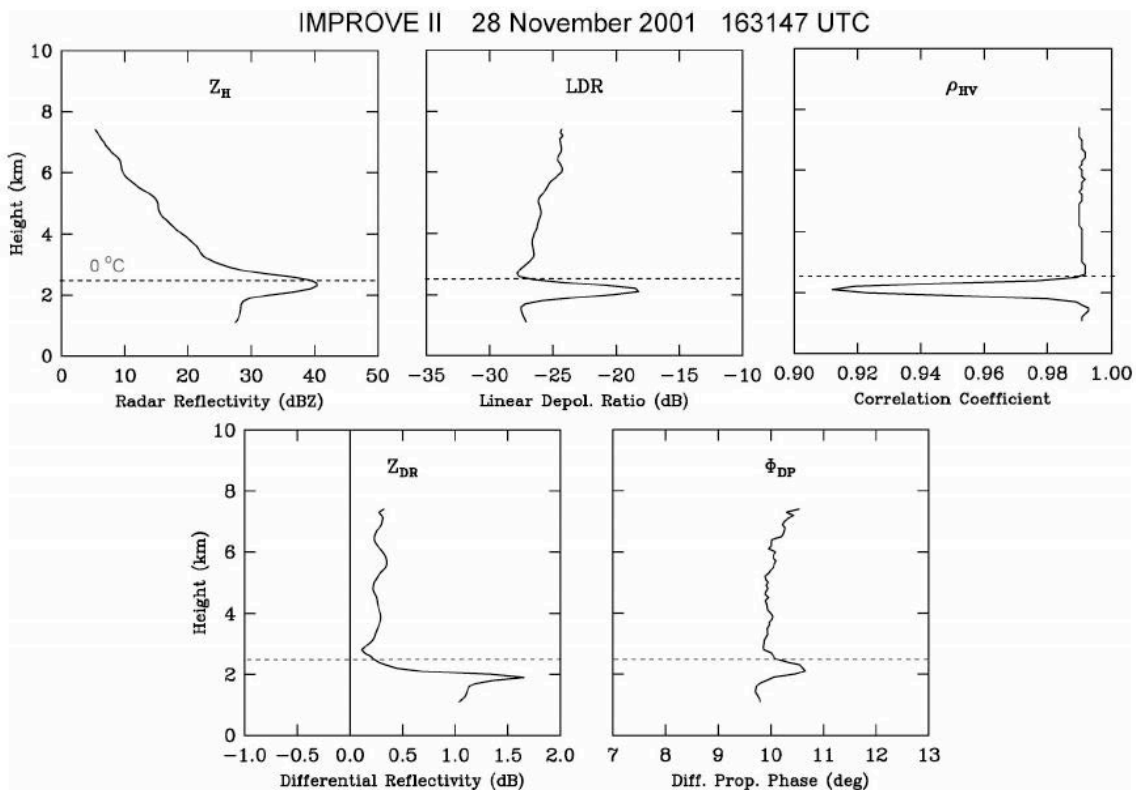 IMPROVE II 28 November 2001 163147 UTC
10
8
6
4
2
0
Height (km)
Z_H
0 °C
0 10 20 30 40 50
Radar Reflectivity (dBZ)
LDR
−35 −30 −25 −20 −15 −10
Linear Depol. Ratio (dB)
ρ_HV
0.90 0.92 0.94 0.96 0.98 1.00
Correlation Coefficient
10
8
6
4
2
0
Height (km)
Z_DR
−1.0 −0.5 0.0 0.5 1.0 1.5 2.0
Differential Reflectivity (dB)
Φ_DP
7 8 9 10 11 12 13
Diff. Prop. Phase (deg)